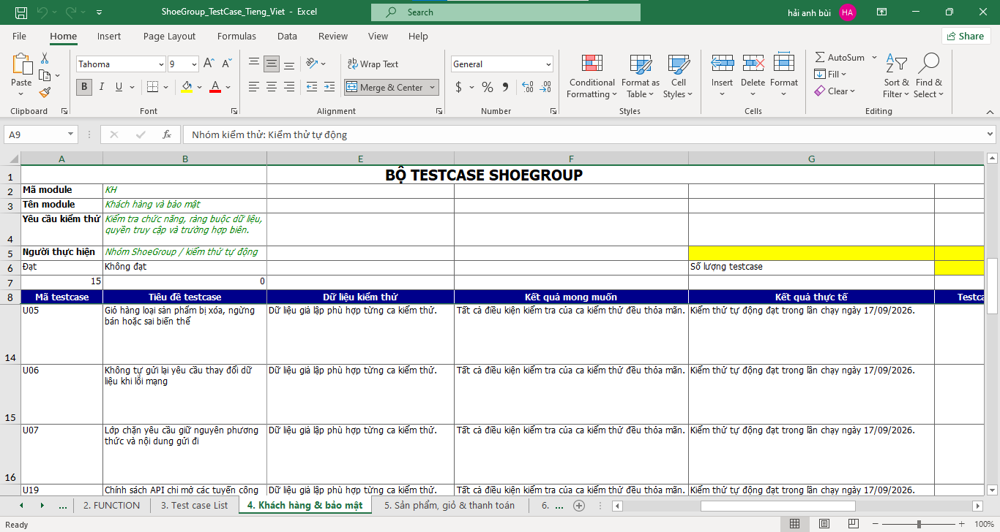 ShoeGroup_TestCase_Tieng_Viet - Excel
Search
hải anh bùi
HA
File Home Insert Page Layout Formulas Data Review View Help
Share
Paste
Tahoma 9
B I U
Wrap Text
Merge & Center
General
Conditional Formatting
Format as Table
Cell Styles
Insert Delete Format
AutoSum
Fill
Clear
Sort & Filter
Find & Select
Clipboard Font Alignment Number Styles Cells Editing
A9
fx
Nhóm kiểm thử: Kiểm thử tự động
A B E F G
1 BỘ TESTCASE SHOEGROUP
2 Mã module KH
3 Tên module Khách hàng và bảo mật
4 Yêu cầu kiểm thử Kiểm tra chức năng, ràng buộc dữ liệu,
quyền truy cập và trường hợp biên.
5 Người thực hiện Nhóm ShoeGroup / kiểm thử tự động
6 Đạt Không đạt Số lượng testcase
7 15 0
8 Mã testcase Tiêu đề testcase Dữ liệu kiểm thử Kết quả mong muốn Kết quả thực tế Testca
14 U05 Giỏ hàng loại sản phẩm bị xóa, ngừng Dữ liệu giả lập phù hợp từng ca kiểm thử. Tất cả điều kiện kiểm tra của ca kiểm thử đều thỏa mãn. Kiểm thử tự động đạt trong lần chạy ngày 17/09/2026.
bán hoặc sai biến thể
15 U06 Không tự gửi lại yêu cầu thay đổi dữ Dữ liệu giả lập phù hợp từng ca kiểm thử. Tất cả điều kiện kiểm tra của ca kiểm thử đều thỏa mãn. Kiểm thử tự động đạt trong lần chạy ngày 17/09/2026.
liệu khi lỗi mạng
16 U07 Lớp chặn yêu cầu giữ nguyên phương Dữ liệu giả lập phù hợp từng ca kiểm thử. Tất cả điều kiện kiểm tra của ca kiểm thử đều thỏa mãn. Kiểm thử tự động đạt trong lần chạy ngày 17/09/2026.
thức và nội dung gửi đi
U19 Chính sách API chỉ mở các tuyến công Dữ liệu giả lập phù hợp từng ca kiểm thử. Tất cả điều kiện kiểm tra của ca kiểm thử đều thỏa mãn. Kiểm thử tự động đạt trong lần chạy ngày 17/09/2026.
... 2. FUNCTION 3. Test case List 4. Khách hàng & bảo mật 5. Sản phẩm, giỏ & thanh toán 6. ...
Ready
100%